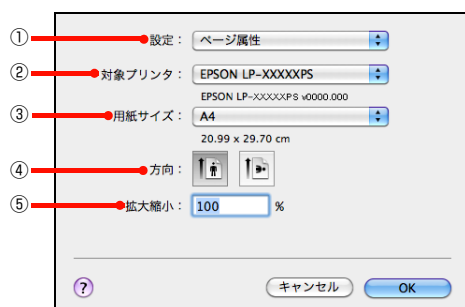 ① 設定： ページ属性
② 対象プリンタ： EPSON LP-XXXXXPS
EPSON LP-XXXXXPS v0000.000
③ 用紙サイズ： A4
20.99 x 29.70 cm
④ 方向：
⑤ 拡大縮小： 100 %
? キャンセル OK